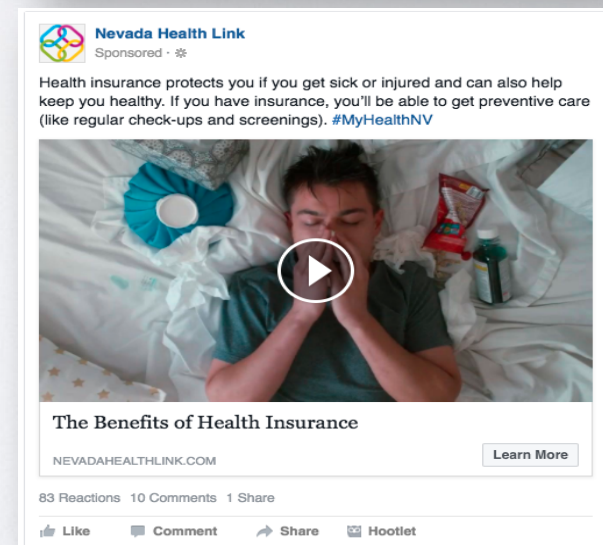 Nevada Health Link
Sponsored ·
Health insurance protects you if you get sick or injured and can also help
keep you healthy. If you have insurance, you'll be able to get preventive care
(like regular check-ups and screenings). #MyHealthNV
The Benefits of Health Insurance
NEVADAHEALTHLINK.COM
Learn More
83 Reactions 10 Comments 1 Share
Like Comment Share Hootlet